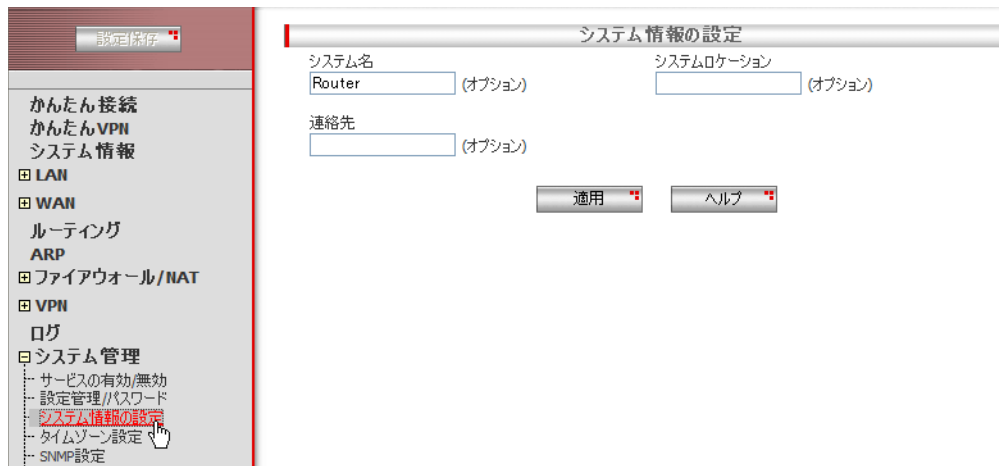 設定保存
かんたん接続
かんたんVPN
システム情報
LAN
WAN
ルーティング
ARP
ファイアウォール/NAT
VPN
ログ
システム管理
サービスの有効/無効
設定管理/パスワード
システム情報の設定
タイムゾーン設定
SNMP設定
システム情報の設定
システム名 システムロケーション
Router (オプション) (オプション)
連絡先
(オプション)
適用 ヘルプ